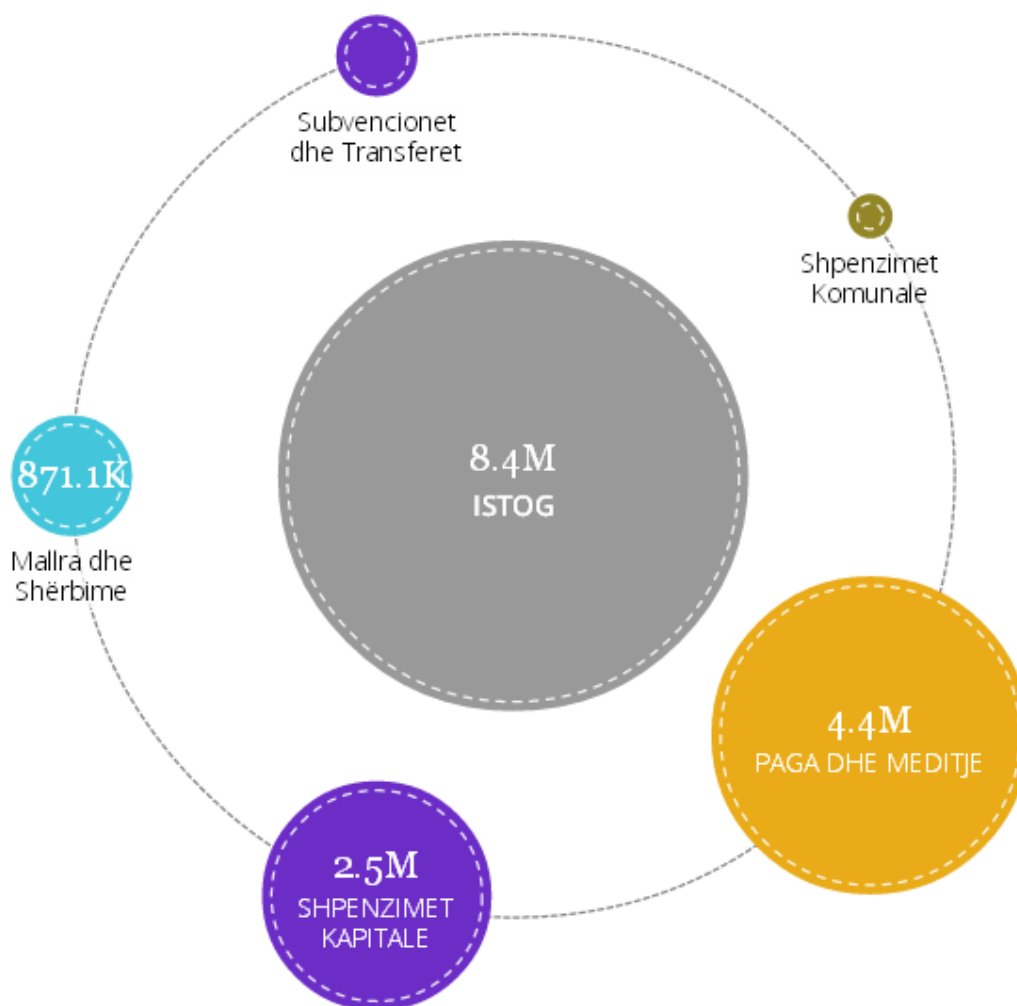 Subvencionet
dhe Transferet
Shpenzimet
Komunale
8.4M
ISTOG
871.1K
Mallra dhe
Shërbime
4.4M
PAGA DHE MEDITJE
2.5M
SHPENZIMET
KAPITALE